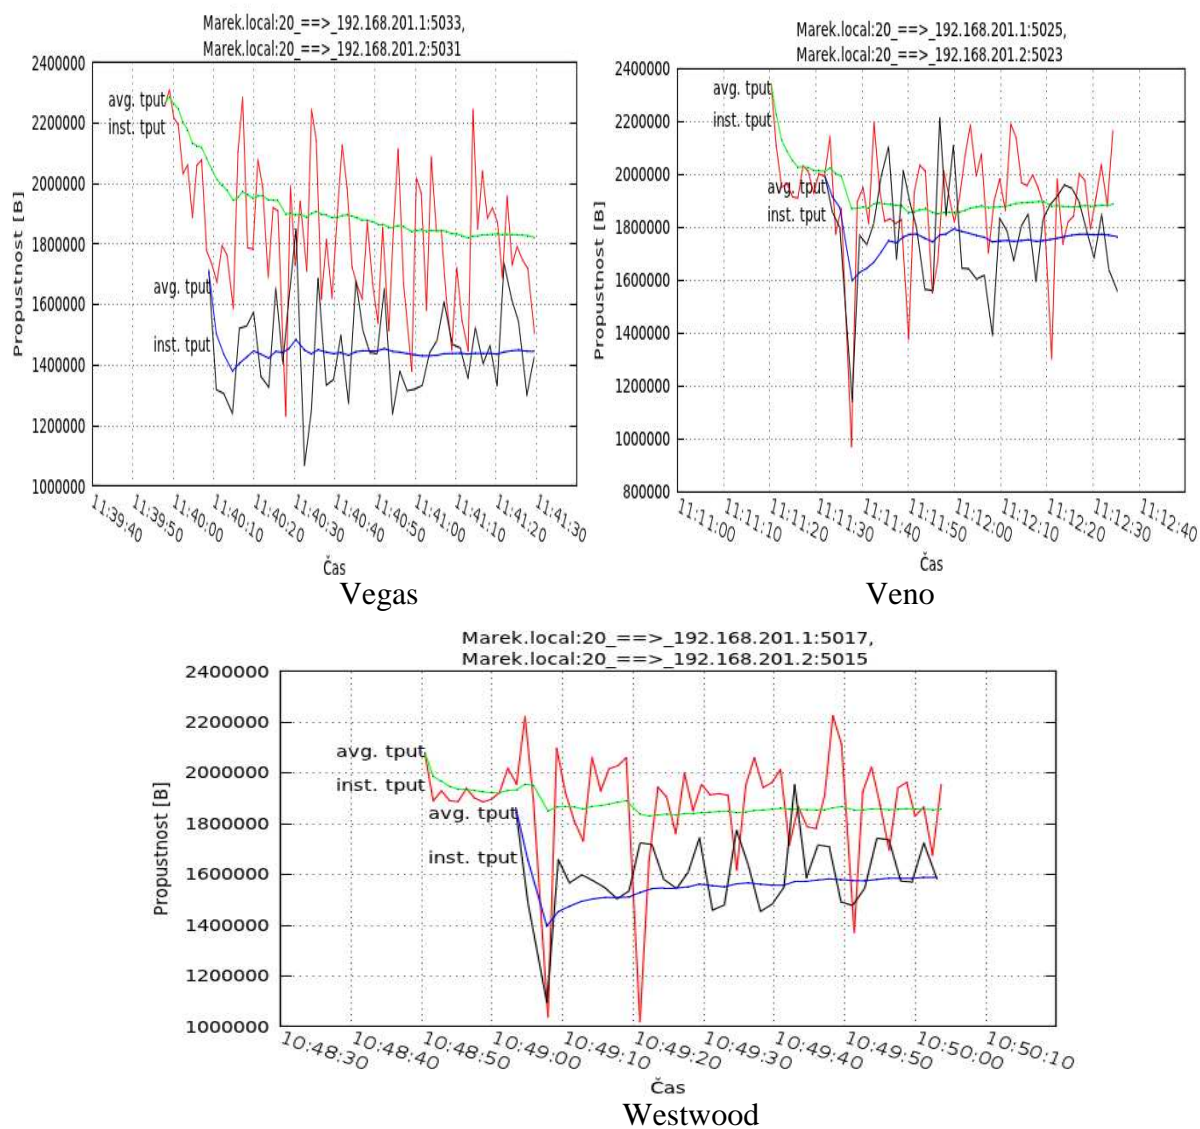 Marek.local:20_==>_192.168.201.1:5033,
Marek.local:20_==>_192.168.201.2:5031
2400000
2200000
2000000
1800000
1600000
1400000
1200000
1000000
Propustnost [B]
avg. tput
inst. tput
avg. tput
inst. tput
11:39:40
11:39:50
11:40:00
11:40:10
11:40:20
11:40:30
11:40:40
11:40:50
11:41:00
11:41:10
11:41:20
11:41:30
Čas
Vegas
Marek.local:20_==>_192.168.201.1:5025,
Marek.local:20_==>_192.168.201.2:5023
2400000
2200000
2000000
1800000
1600000
1400000
1200000
1000000
800000
Propustnost [B]
avg. tput
inst. tput
avg. tput
inst. tput
11:11:00
11:11:10
11:11:20
11:11:30
11:11:40
11:11:50
11:12:00
11:12:10
11:12:20
11:12:30
11:12:40
Čas
Veno
Marek.local:20_==>_192.168.201.1:5017,
Marek.local:20_==>_192.168.201.2:5015
2400000
2200000
2000000
1800000
1600000
1400000
1200000
1000000
Propustnost [B]
avg. tput
inst. tput
avg. tput
inst. tput
10:48:30
10:48:40
10:48:50
10:49:00
10:49:10
10:49:20
10:49:30
10:49:40
10:49:50
10:50:00
10:50:10
Čas
Westwood